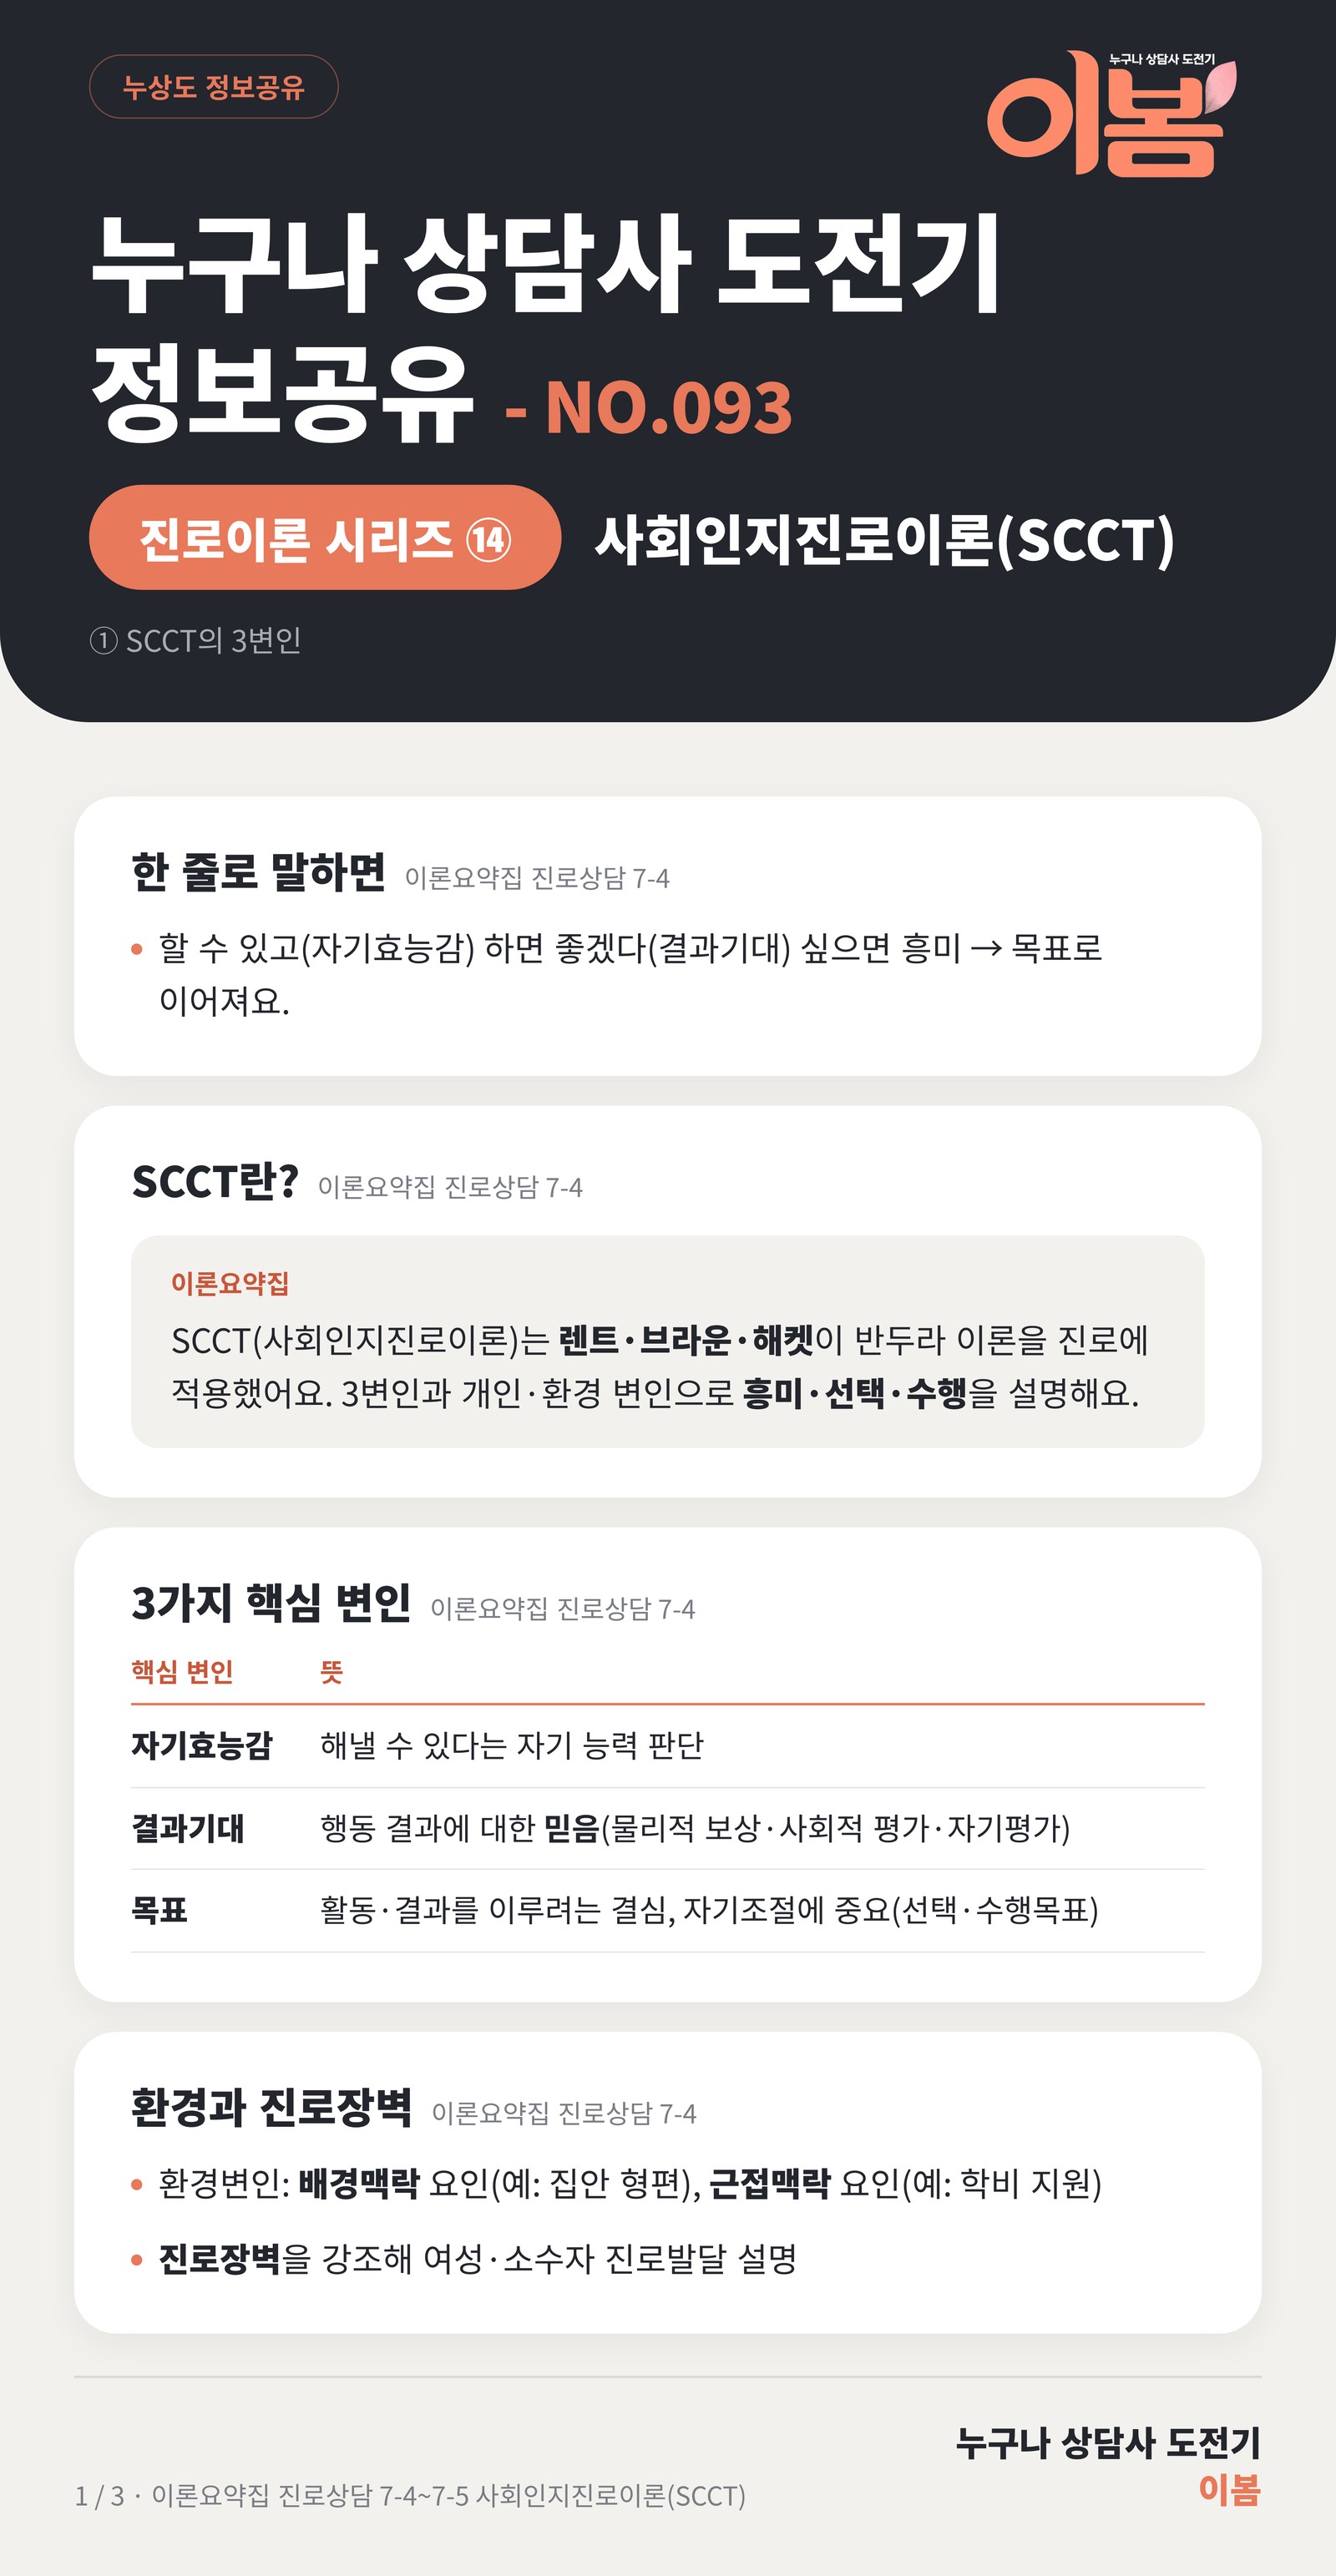 누상도 정보공유
누구나 상담사 도전기
이봄
누구나 상담사 도전기
정보공유 - NO.093
진로이론 시리즈 ⑭ 사회인지진로이론(SCCT)
① SCCT의 3변인
한 줄로 말하면 이론요약집 진로상담 7-4
• 할 수 있고(자기효능감) 하면 좋겠다(결과기대) 싶으면 흥미 → 목표로
이어져요.
SCCT란? 이론요약집 진로상담 7-4
이론요약집
SCCT(사회인지진로이론)는 렌트·브라운·해켓이 반두라 이론을 진로에
적용했어요. 3변인과 개인·환경 변인으로 흥미·선택·수행을 설명해요.
3가지 핵심 변인 이론요약집 진로상담 7-4
핵심 변인 뜻
자기효능감 해낼 수 있다는 자기 능력 판단
결과기대 행동 결과에 대한 믿음(물리적 보상·사회적 평가·자기평가)
목표 활동·결과를 이루려는 결심, 자기조절에 중요(선택·수행목표)
환경과 진로장벽 이론요약집 진로상담 7-4
• 환경변인: 배경맥락 요인(예: 집안 형편), 근접맥락 요인(예: 학비 지원)
• 진로장벽을 강조해 여성·소수자 진로발달 설명
누구나 상담사 도전기
1 / 3 · 이론요약집 진로상담 7-4~7-5 사회인지진로이론(SCCT)
이봄